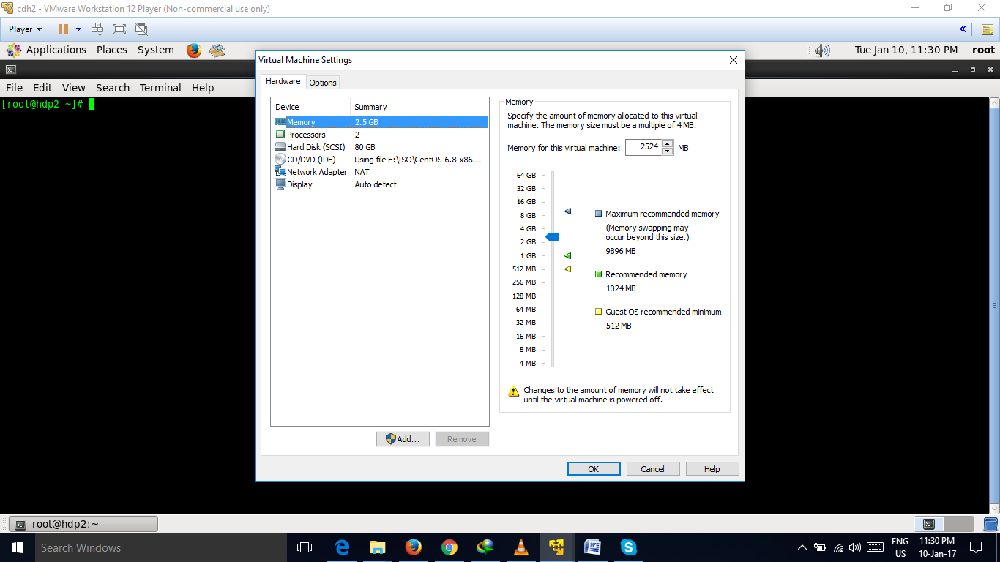 cdh2 - VMware Workstation 12 Player (Non-commercial use only)
Player
Applications Places System Tue Jan 10, 11:30 PM root
File Edit View Search Terminal Help
[root@hdp2 ~]#
Virtual Machine Settings
Hardware Options
Device Summary
Memory 2.5 GB
Processors 2
Hard Disk (SCSI) 80 GB
CD/DVD (IDE) Using file E:\ISO\CentOS-6.8-x86...
Network Adapter NAT
Display Auto detect
Add... Remove
Memory
Specify the amount of memory allocated to this virtual
machine. The memory size must be a multiple of 4 MB.
Memory for this virtual machine: 2524 MB
64 GB
32 GB
16 GB
8 GB
4 GB
2 GB
1 GB
512 MB
256 MB
128 MB
64 MB
32 MB
16 MB
8 MB
4 MB
Maximum recommended memory
(Memory swapping may
occur beyond this size.)
9896 MB
Recommended memory
1024 MB
Guest OS recommended minimum
512 MB
Changes to the amount of memory will not take effect
until the virtual machine is powered off.
OK Cancel Help
root@hdp2:~
Search Windows
ENG
US
11:30 PM
10-Jan-17